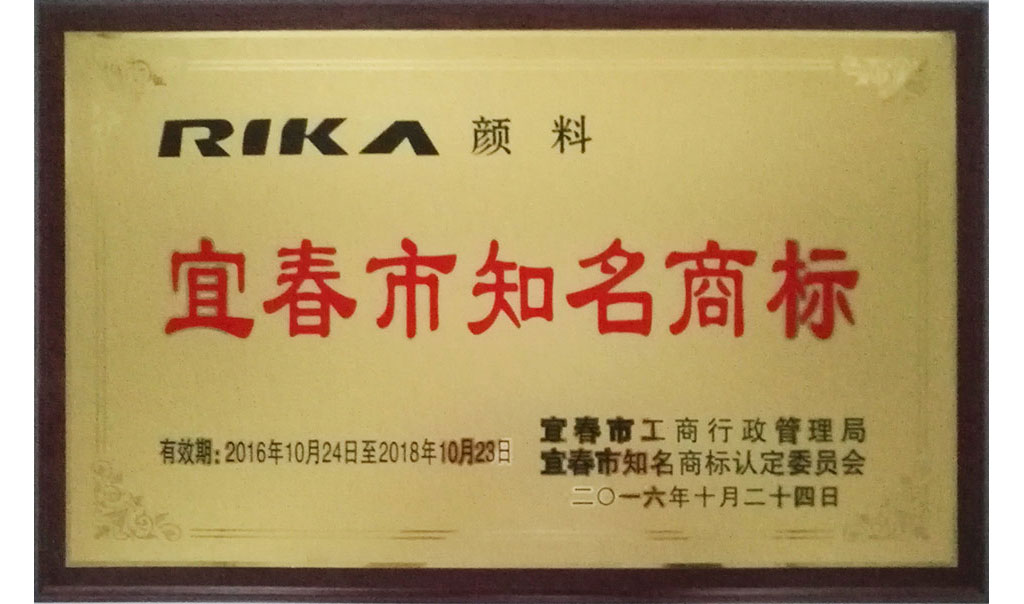 RIKA 颜料
宜春市知名商标
有效期:2016年10月24日至2018年10月23日
宜春市工商行政管理局
宜春市知名商标认定委员会
二〇一六年十月二十四日